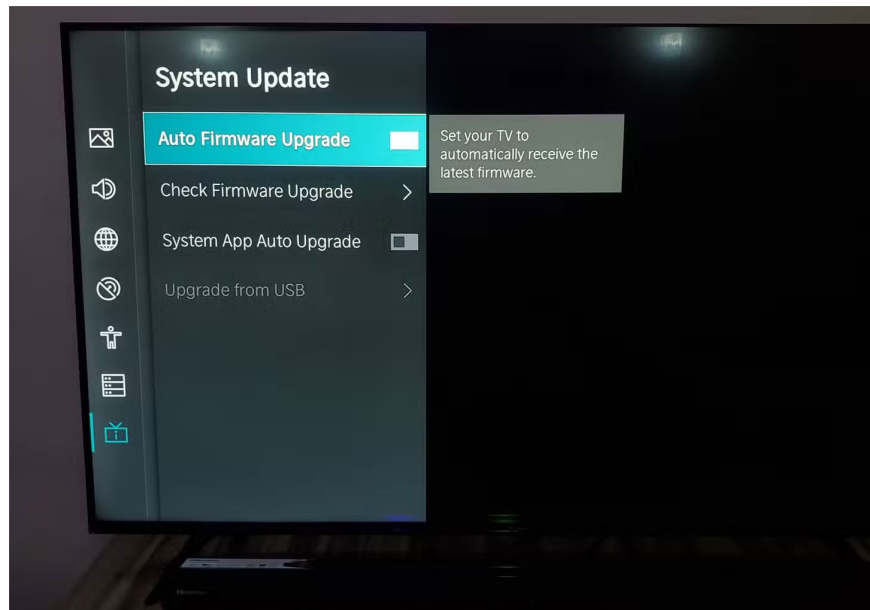 System Update
Auto Firmware Upgrade
Set your TV to
automatically receive the
latest firmware.
Check Firmware Upgrade
System App Auto Upgrade
Upgrade from USB
Hisense